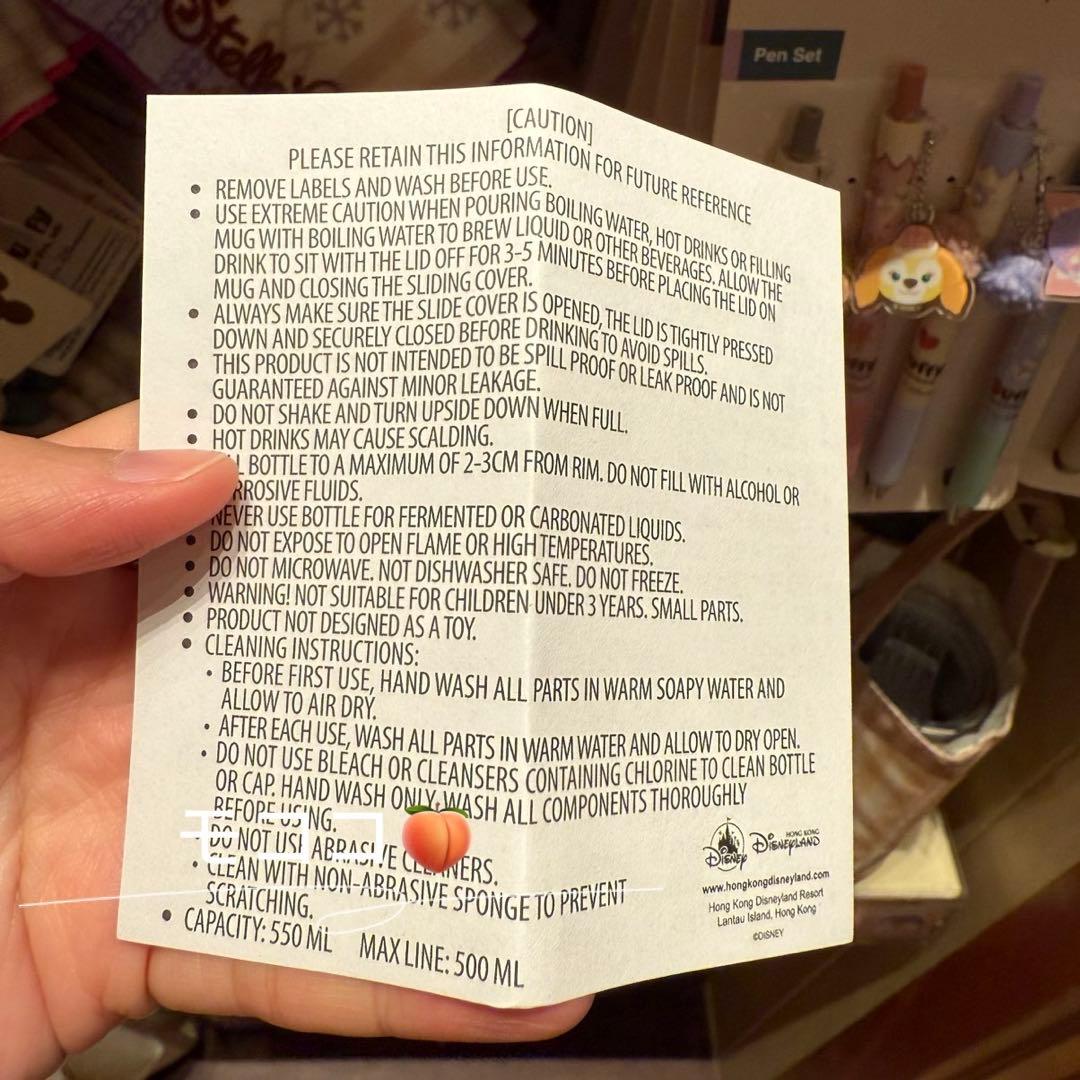 Pen Set
[CAUTION]
PLEASE RETAIN THIS INFORMATION FOR FUTURE REFERENCE
• REMOVE LABELS AND WASH BEFORE USE.
• USE EXTREME CAUTION WHEN POURING BOILING WATER, HOT DRINKS OR FILLING
MUG WITH BOILING WATER TO BREW LIQUID OR OTHER BEVERAGES. ALLOW THE
DRINK TO SIT WITH THE LID OFF FOR 3-5 MINUTES BEFORE PLACING THE LID ON
MUG AND CLOSING THE SLIDING COVER.
• ALWAYS MAKE SURE THE SLIDE COVER IS OPENED, THE LID IS TIGHTLY PRESSED
DOWN AND SECURELY CLOSED BEFORE DRINKING TO AVOID SPILLS.
• THIS PRODUCT IS NOT INTENDED TO BE SPILL PROOF OR LEAK PROOF AND IS NOT
GUARANTEED AGAINST MINOR LEAKAGE.
• DO NOT SHAKE AND TURN UPSIDE DOWN WHEN FULL.
• HOT DRINKS MAY CAUSE SCALDING.
BOTTLE TO A MAXIMUM OF 2-3CM FROM RIM. DO NOT FILL WITH ALCOHOL OR
FLUIDS.
NEVER USE BOTTLE FOR FERMENTED OR CARBONATED LIQUIDS.
• DO NOT EXPOSE TO OPEN FLAME OR HIGH TEMPERATURES.
• DO NOT MICROWAVE. NOT DISHWASHER SAFE. DO NOT FREEZE.
• WARNING! NOT SUITABLE FOR CHILDREN UNDER 3 YEARS. SMALL PARTS.
• PRODUCT NOT DESIGNED AS A TOY.
• CLEANING INSTRUCTIONS:
• BEFORE FIRST USE, HAND WASH ALL PARTS IN WARM SOAPY WATER AND
ALLOW TO AIR DRY.
• AFTER EACH USE, WASH ALL PARTS IN WARM WATER AND ALLOW TO DRY OPEN.
• DO NOT USE BLEACH OR CLEANSERS CONTAINING CHLORINE TO CLEAN BOTTLE
OR CAP. HAND WASH ONLY. WASH ALL COMPONENTS THOROUGHLY
BEFORE USING.
• DO NOT USE ABRASIVE CLEANERS.
• CLEAN WITH NON-ABRASIVE SPONGE TO PREVENT
SCRATCHING.
• CAPACITY: 550 ML MAX LINE: 500 ML
モココ
Disney
HONG KONG
DISNEYLAND
www.hongkongdisneyland.com
Hong Kong Disneyland Resort
Lantau Island, Hong Kong
©DISNEY